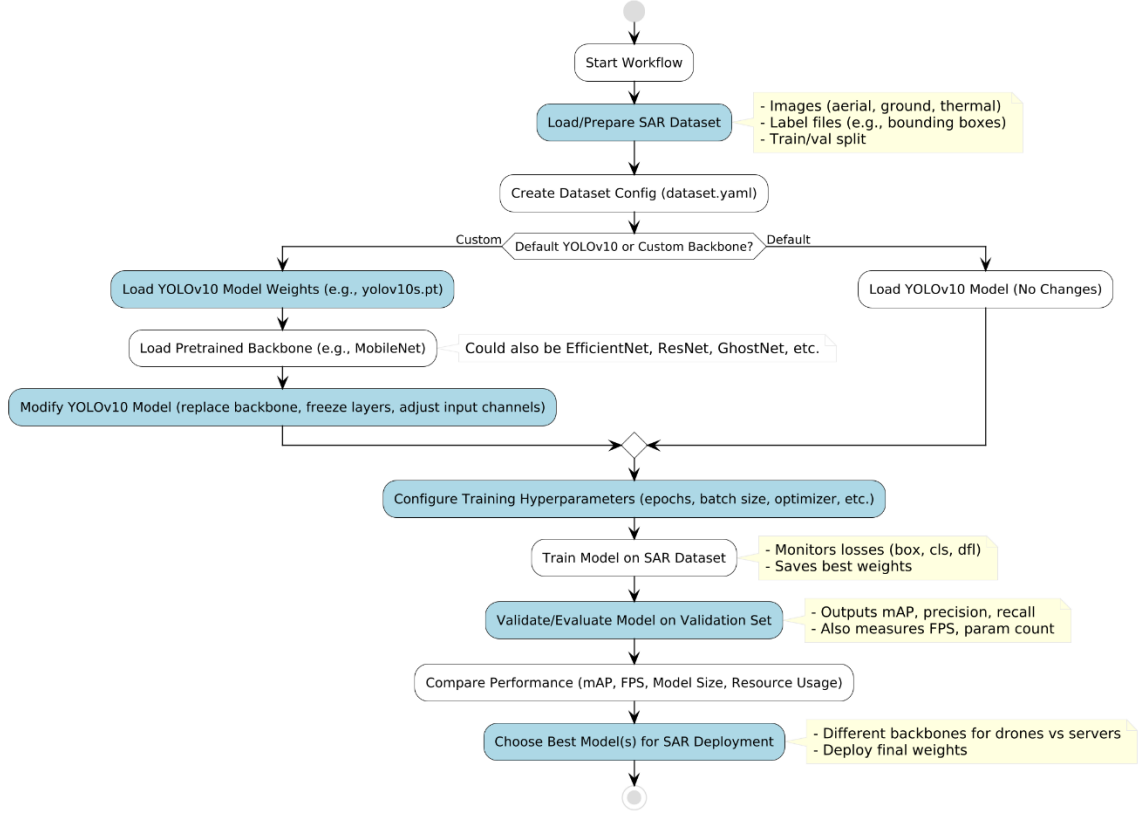 Start Workflow
Load/Prepare SAR Dataset
- Images (aerial, ground, thermal)
- Label files (e.g., bounding boxes)
- Train/val split
Create Dataset Config (dataset.yaml)
Custom
Default YOLOv10 or Custom Backbone?
Default
Load YOLOv10 Model Weights (e.g., yolov10s.pt)
Load YOLOv10 Model (No Changes)
Load Pretrained Backbone (e.g., MobileNet)
Could also be EfficientNet, ResNet, GhostNet, etc.
Modify YOLOv10 Model (replace backbone, freeze layers, adjust input channels)
Configure Training Hyperparameters (epochs, batch size, optimizer, etc.)
Train Model on SAR Dataset
- Monitors losses (box, cls, dfl)
- Saves best weights
Validate/Evaluate Model on Validation Set
- Outputs mAP, precision, recall
- Also measures FPS, param count
Compare Performance (mAP, FPS, Model Size, Resource Usage)
Choose Best Model(s) for SAR Deployment
- Different backbones for drones vs servers
- Deploy final weights